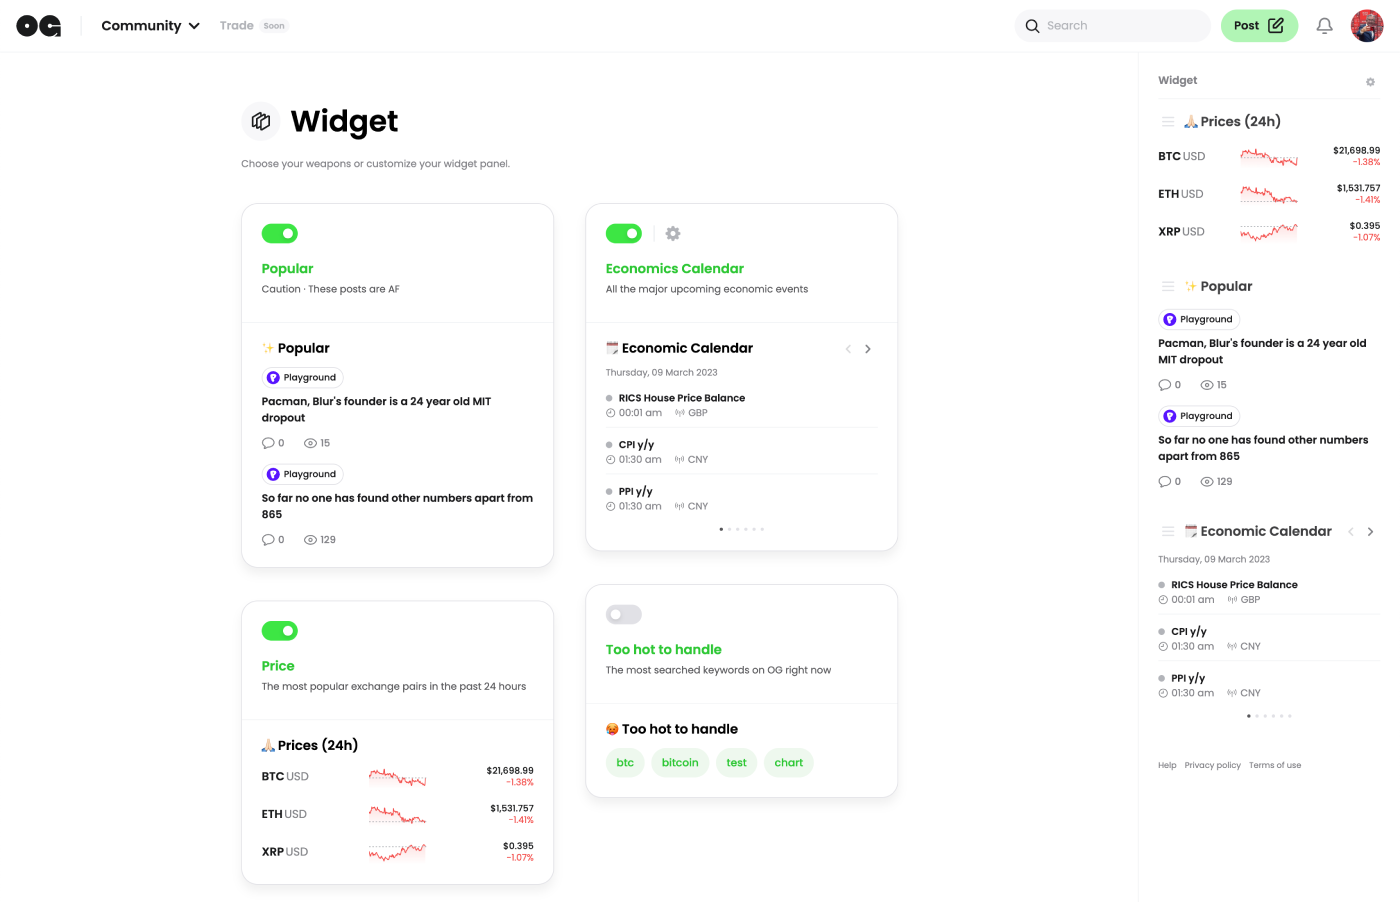 OG
Community
Trade
Soon
Search
Post
Widget
Choose your weapons or customize your widget panel.
Popular
Caution · These posts are AF
✨ Popular
Playground
Pacman, Blur's founder is a 24 year old MIT
dropout
0
15
Playground
So far no one has found other numbers apart from
865
0
129
Economics Calendar
All the major upcoming economic events
Economic Calendar
Thursday, 09 March 2023
RICS House Price Balance
00:01 am
GBP
CPI y/y
01:30 am
CNY
PPI y/y
01:30 am
CNY
Price
The most popular exchange pairs in the past 24 hours
🙏🏻 Prices (24h)
BTC USD
$21,698.99
-1.38%
ETH USD
$1,531.757
-1.41%
XRP USD
$0.395
-1.07%
Too hot to handle
The most searched keywords on OG right now
🥵 Too hot to handle
btc
bitcoin
test
chart
Widget
🙏🏻 Prices (24h)
BTC USD
$21,698.99
-1.38%
ETH USD
$1,531.757
-1.41%
XRP USD
$0.395
-1.07%
✨ Popular
Playground
Pacman, Blur's founder is a 24 year old
MIT dropout
0
15
Playground
So far no one has found other numbers
apart from 865
0
129
Economic Calendar
Thursday, 09 March 2023
RICS House Price Balance
00:01 am
GBP
CPI y/y
01:30 am
CNY
PPI y/y
01:30 am
CNY
Help
Privacy policy
Terms of use